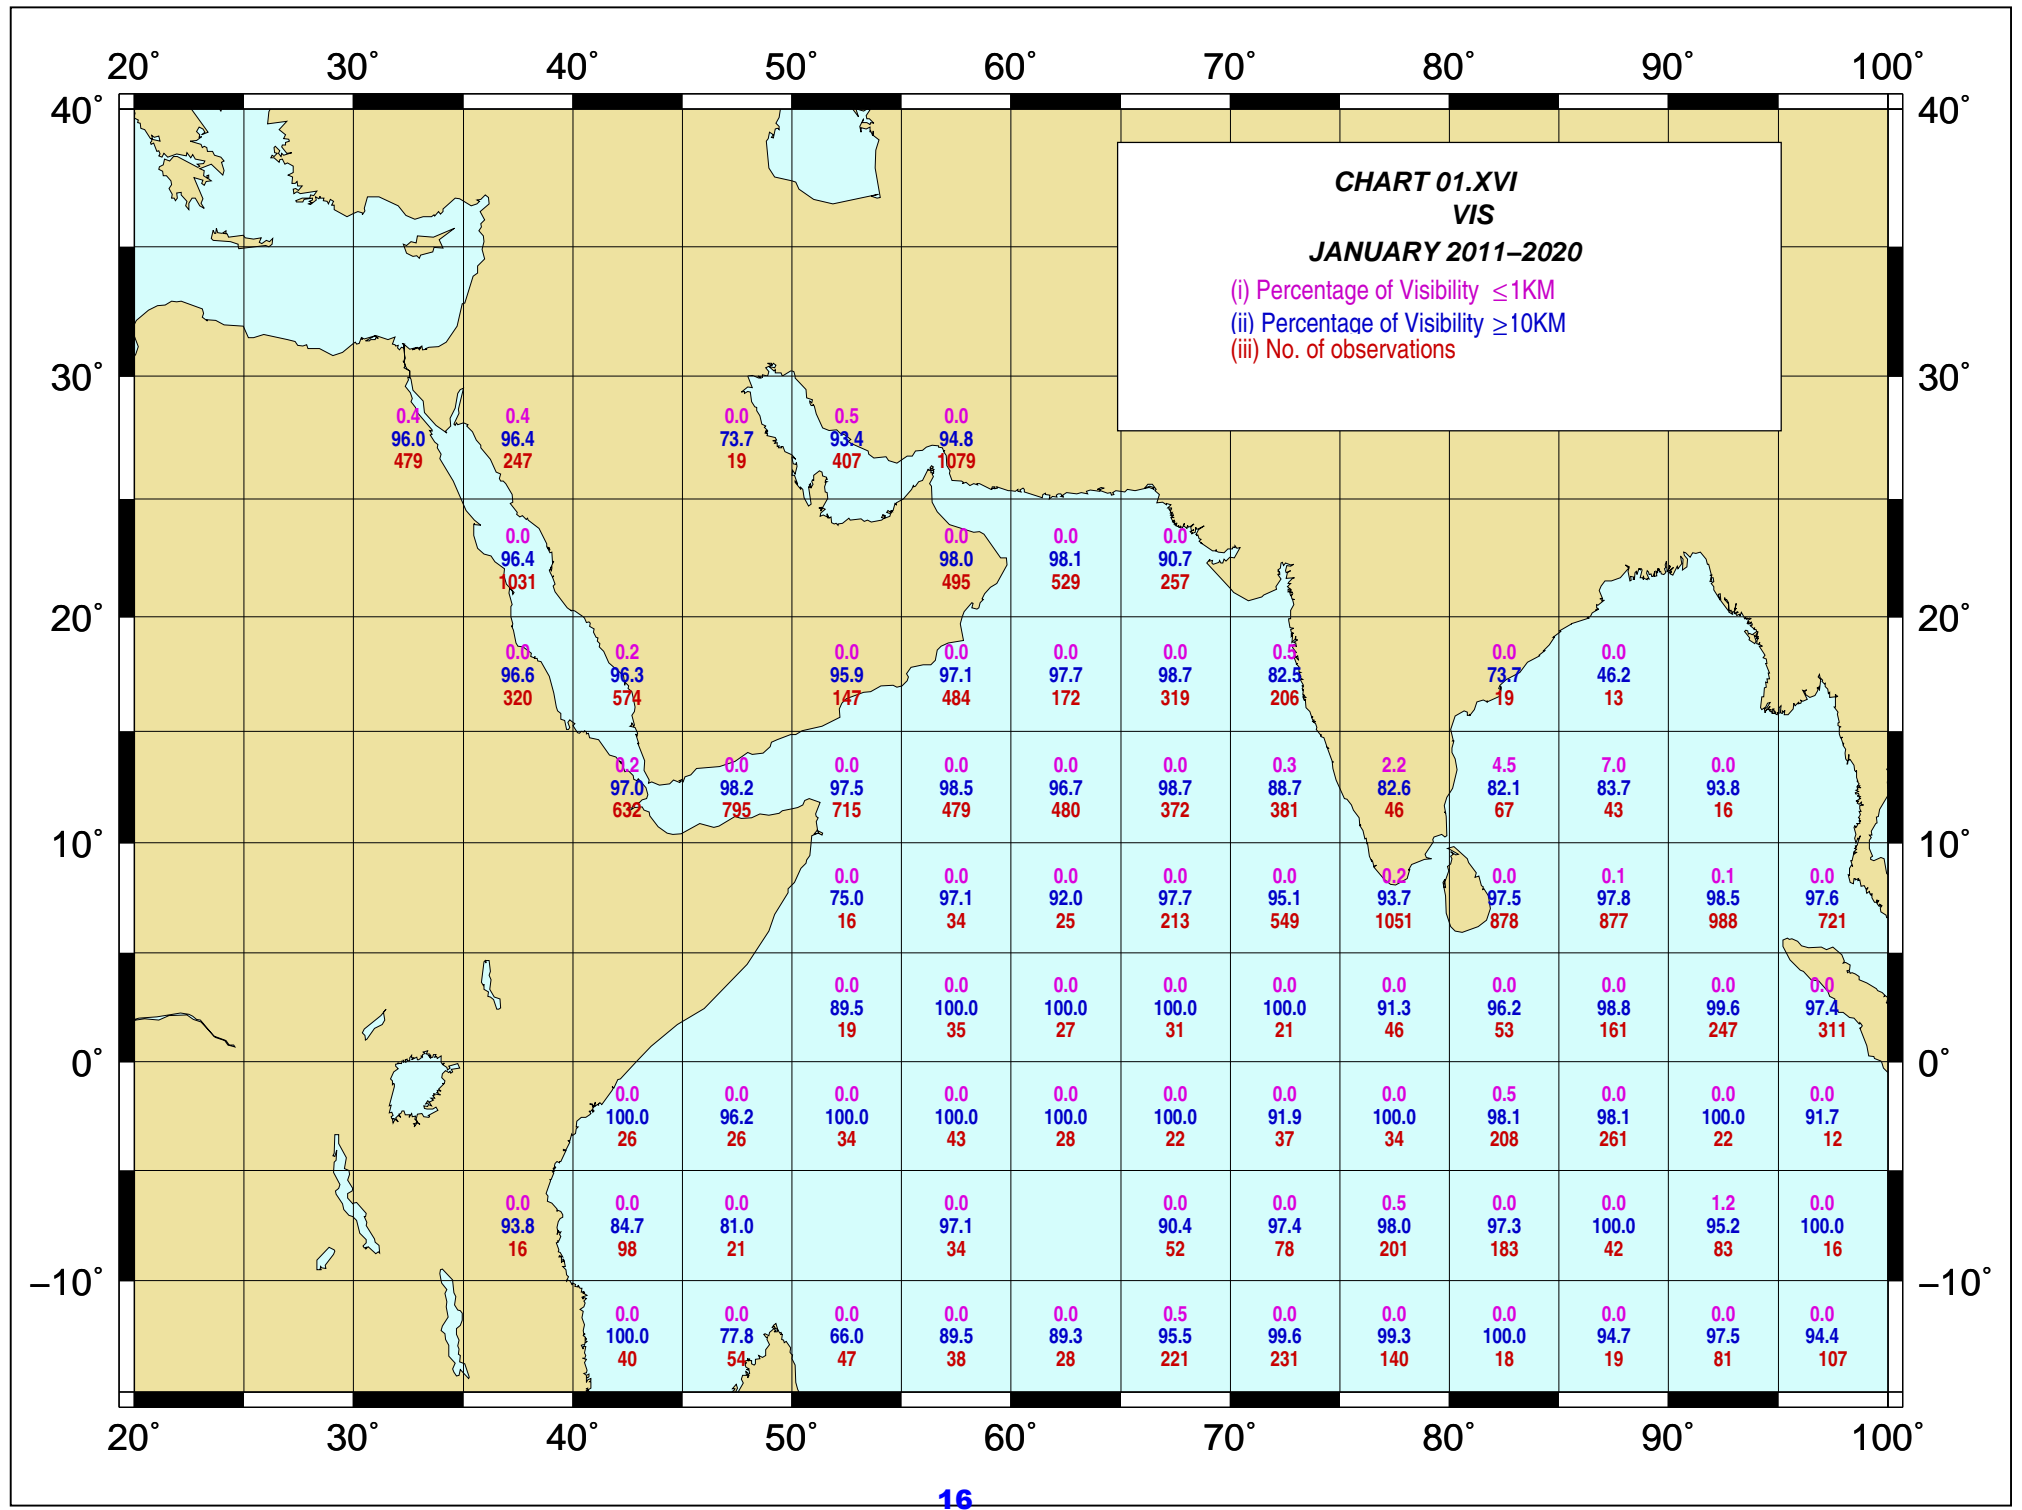 20° 30° 40° 50° 60° 70° 80° 90° 100°
40° 40°
CHART 01.XVI
VIS
JANUARY 2011–2020
(i) Percentage of Visibility ≤1KM
(ii) Percentage of Visibility ≥10KM
(iii) No. of observations
30° 30°
0.4 0.4 0.0 0.5 0.0
96.0 96.4 73.7 93.4 94.8
479 247 19 407 1079
0.0 0.0 0.0 0.0
96.4 98.0 98.1 90.7
1031 495 529 257
20° 20°
0.0 0.2 0.0 0.0 0.0 0.0 0.5 0.0 0.0
96.6 96.3 95.9 97.1 97.7 98.7 82.5 73.7 46.2
320 574 147 484 172 319 206 19 13
0.2 0.0 0.0 0.0 0.0 0.0 0.3 2.2 4.5 7.0 0.0
97.0 98.2 97.5 98.5 96.7 98.7 88.7 82.6 82.1 83.7 93.8
632 795 715 479 480 372 381 46 67 43 16
10° 10°
0.0 0.0 0.0 0.0 0.0 0.2 0.0 0.1 0.1 0.0
75.0 97.1 92.0 97.7 95.1 93.7 97.5 97.8 98.5 97.6
16 34 25 213 549 1051 878 877 988 721
0.0 0.0 0.0 0.0 0.0 0.0 0.0 0.0 0.0 0.0
89.5 100.0 100.0 100.0 100.0 91.3 96.2 98.8 99.6 97.4
19 35 27 31 21 46 53 161 247 311
0° 0°
0.0 0.0 0.0 0.0 0.0 0.0 0.0 0.0 0.5 0.0 0.0 0.0
100.0 96.2 100.0 100.0 100.0 100.0 91.9 100.0 98.1 98.1 100.0 91.7
26 26 34 43 28 22 37 34 208 261 22 12
0.0 0.0 0.0 0.0 0.0 0.0 0.5 0.0 0.0 1.2 0.0
93.8 84.7 81.0 97.1 90.4 97.4 98.0 97.3 100.0 95.2 100.0
16 98 21 34 52 78 201 183 42 83 16
–10° –10°
0.0 0.0 0.0 0.0 0.0 0.5 0.0 0.0 0.0 0.0 0.0 0.0
100.0 77.8 66.0 89.5 89.3 95.5 99.6 99.3 100.0 94.7 97.5 94.4
40 54 47 38 28 221 231 140 18 19 81 107
20° 30° 40° 50° 60° 70° 80° 90° 100°
16